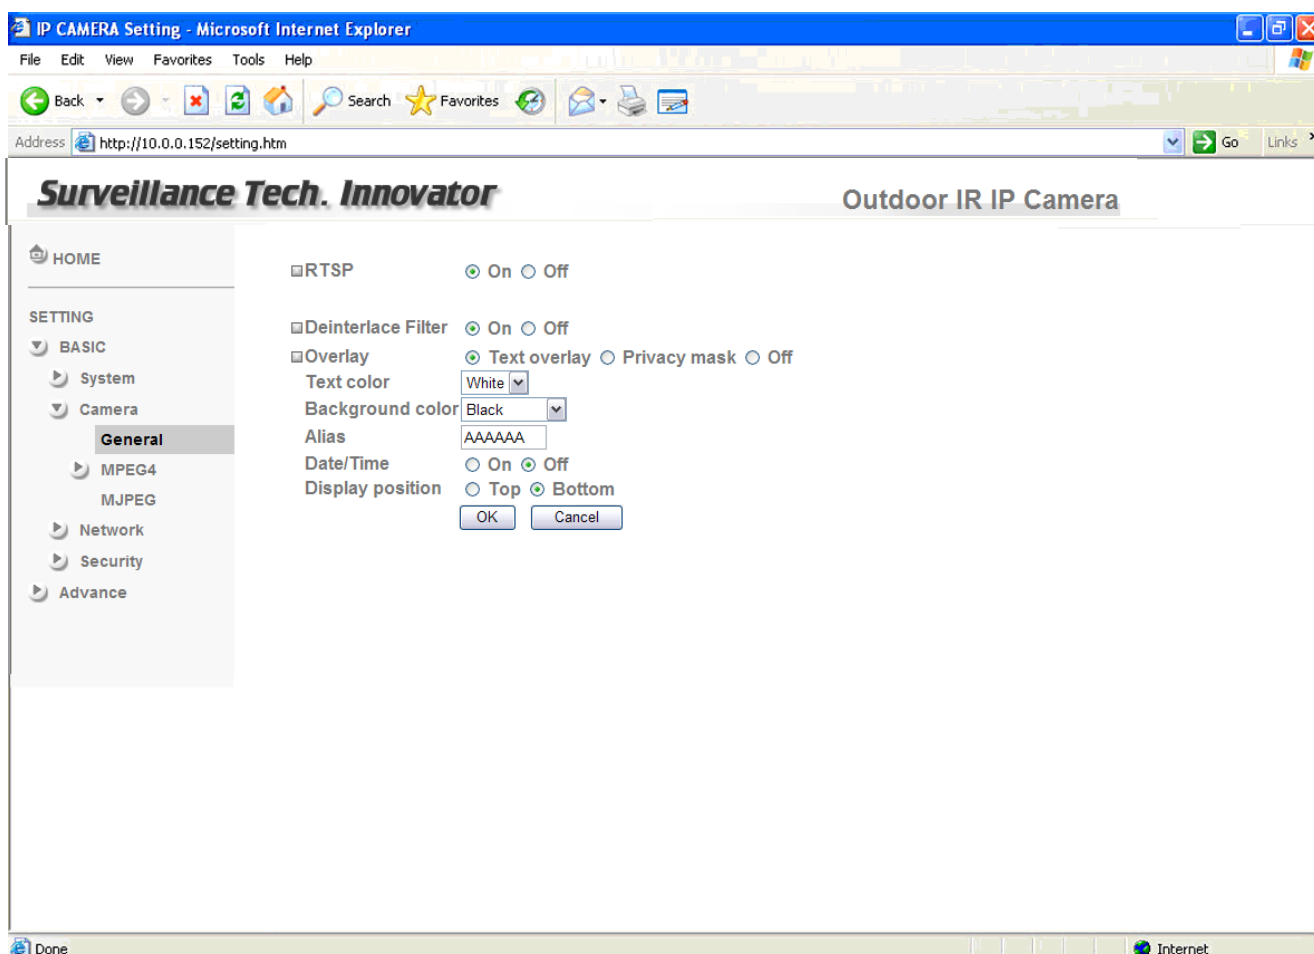 IP CAMERA Setting - Microsoft Internet Explorer
File Edit View Favorites Tools Help
Back Search Favorites
Address http://10.0.0.152/setting.htm Go Links
Surveillance Tech. Innovator
Outdoor IR IP Camera
HOME
SETTING
BASIC
System
Camera
General
MPEG4
MJPEG
Network
Security
Advance
RTSP On Off
Deinterlace Filter On Off
Overlay Text overlay Privacy mask Off
Text color White
Background color Black
Alias AAAAAA
Date/Time On Off
Display position Top Bottom
OK Cancel
Done Internet